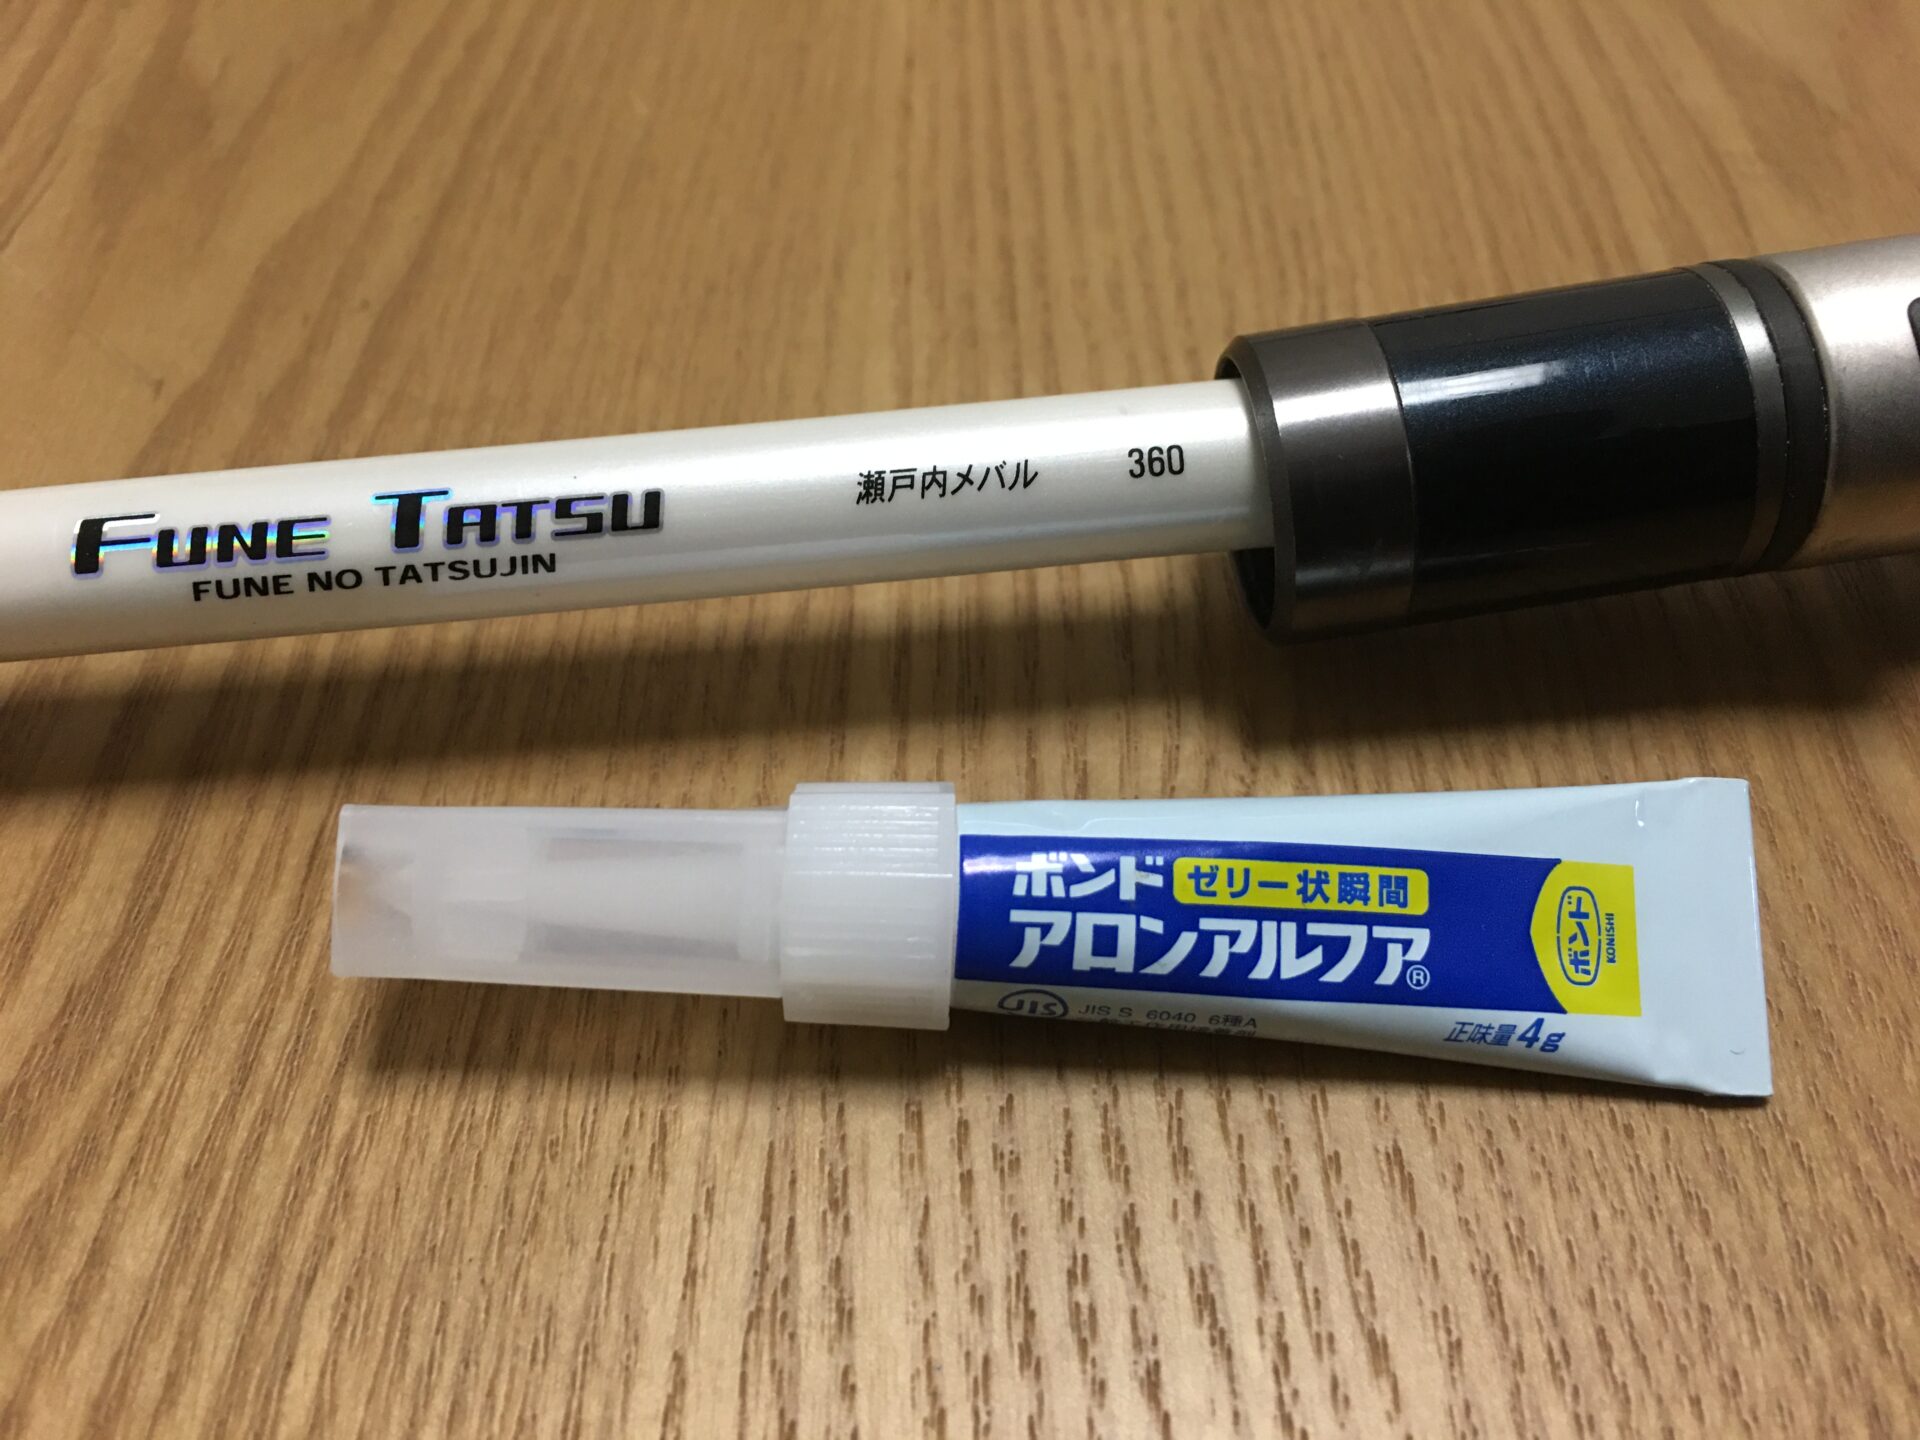 FUNE TATSU
FUNE NO TATSUJIN
瀬戸内メバル 360
ボンド ゼリー状瞬間
アロンアルフア®
ボンド
KONISHI
JIS JIS S 6040 6種A
正味量4g